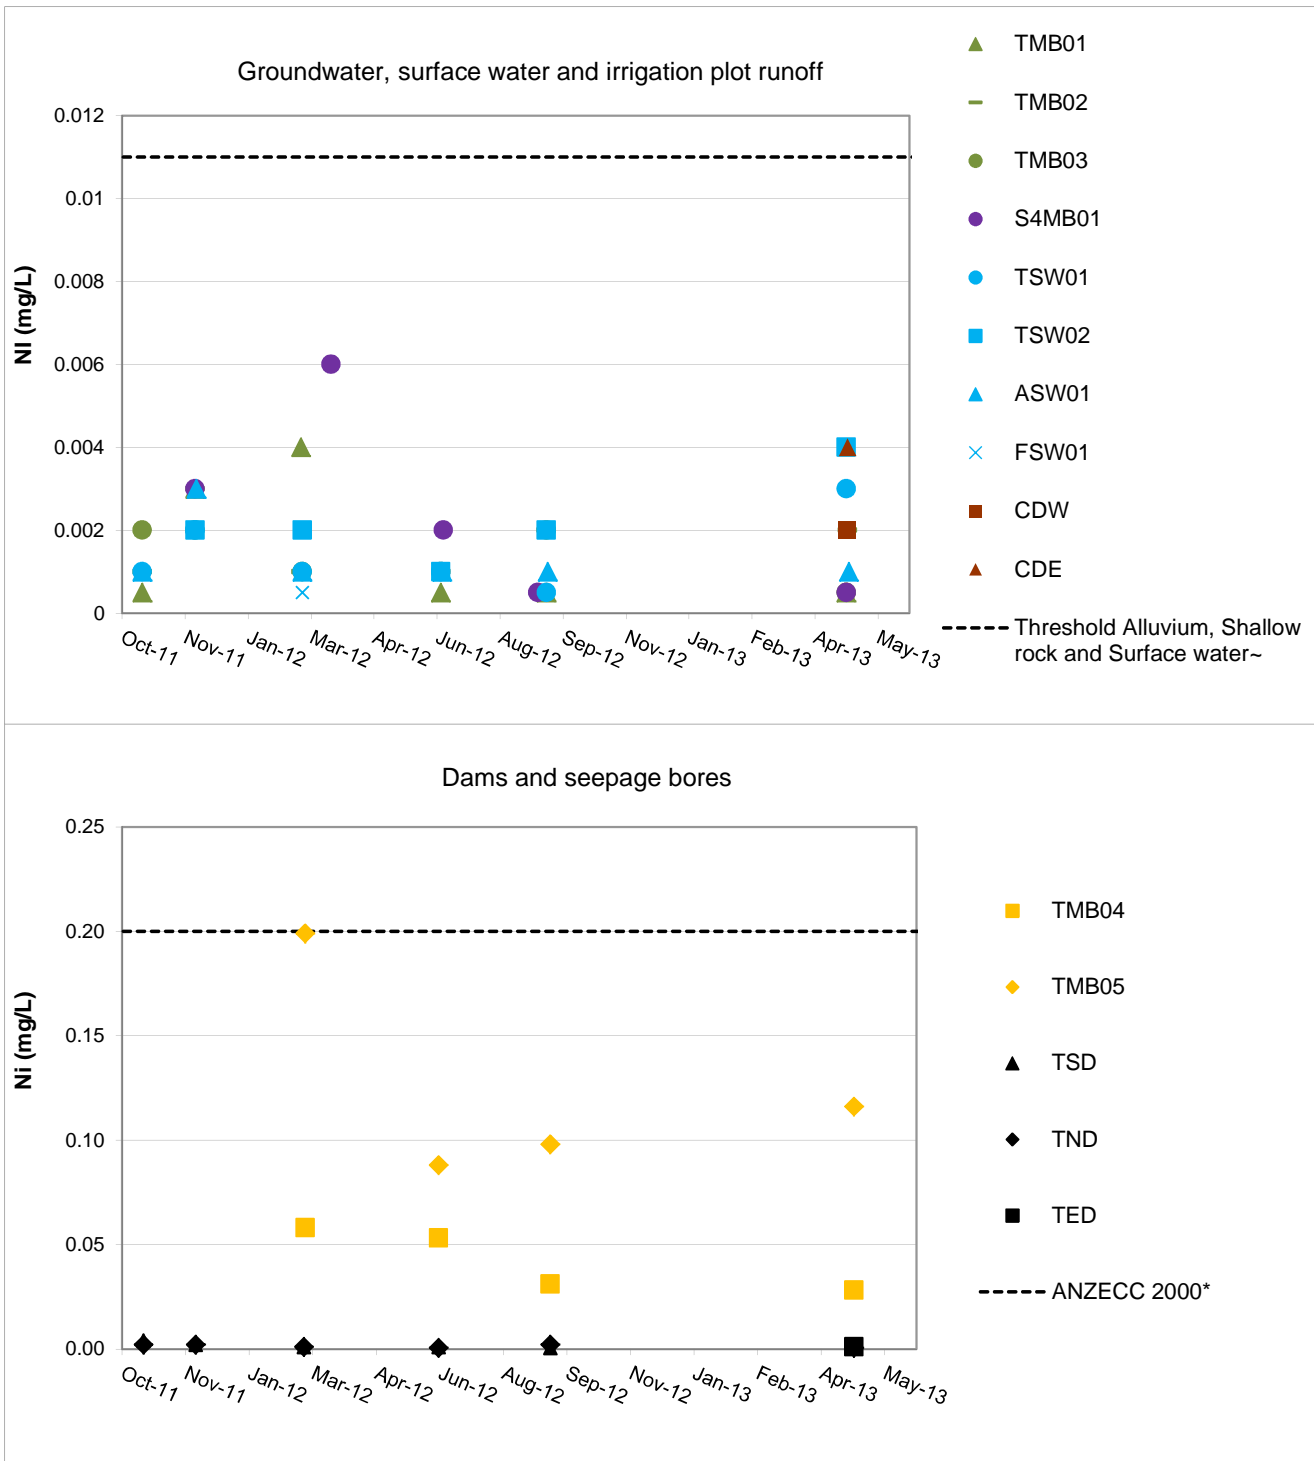 Groundwater, surface water and irrigation plot runoff
NI (mg/L)
0.012
0.01
0.008
0.006
0.004
0.002
0
Oct-11
Nov-11
Jan-12
Mar-12
Apr-12
Jun-12
Aug-12
Sep-12
Nov-12
Jan-13
Feb-13
Apr-13
May-13
TMB01
TMB02
TMB03
S4MB01
TSW01
TSW02
ASW01
FSW01
CDW
CDE
Threshold Alluvium, Shallow
rock and Surface water~
Dams and seepage bores
Ni (mg/L)
0.25
0.20
0.15
0.10
0.05
0.00
Oct-11
Nov-11
Jan-12
Mar-12
Apr-12
Jun-12
Aug-12
Sep-12
Nov-12
Jan-13
Feb-13
Apr-13
May-13
TMB04
TMB05
TSD
TND
TED
ANZECC 2000*